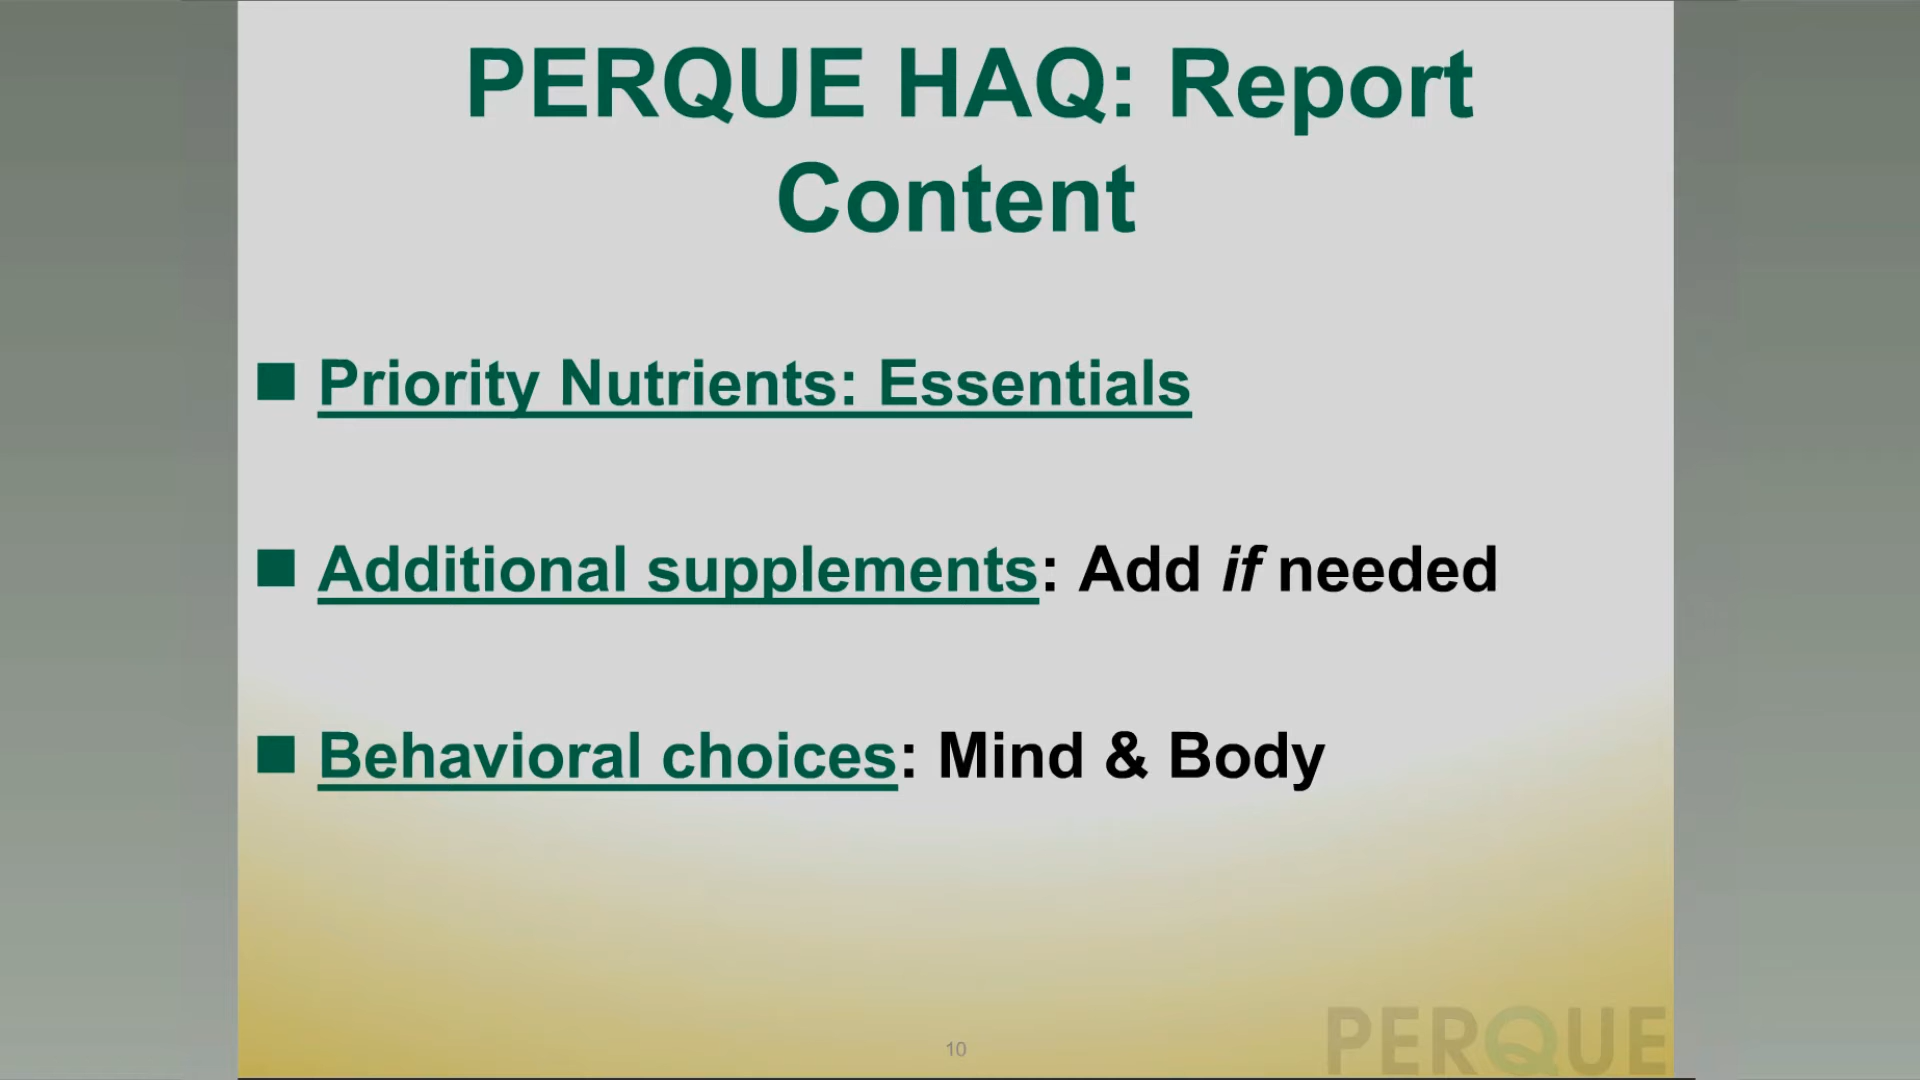 PERQUE HAQ: Report
Content
Priority Nutrients: Essentials
Additional supplements: Add if needed
Behavioral choices: Mind & Body
10
PERQUE